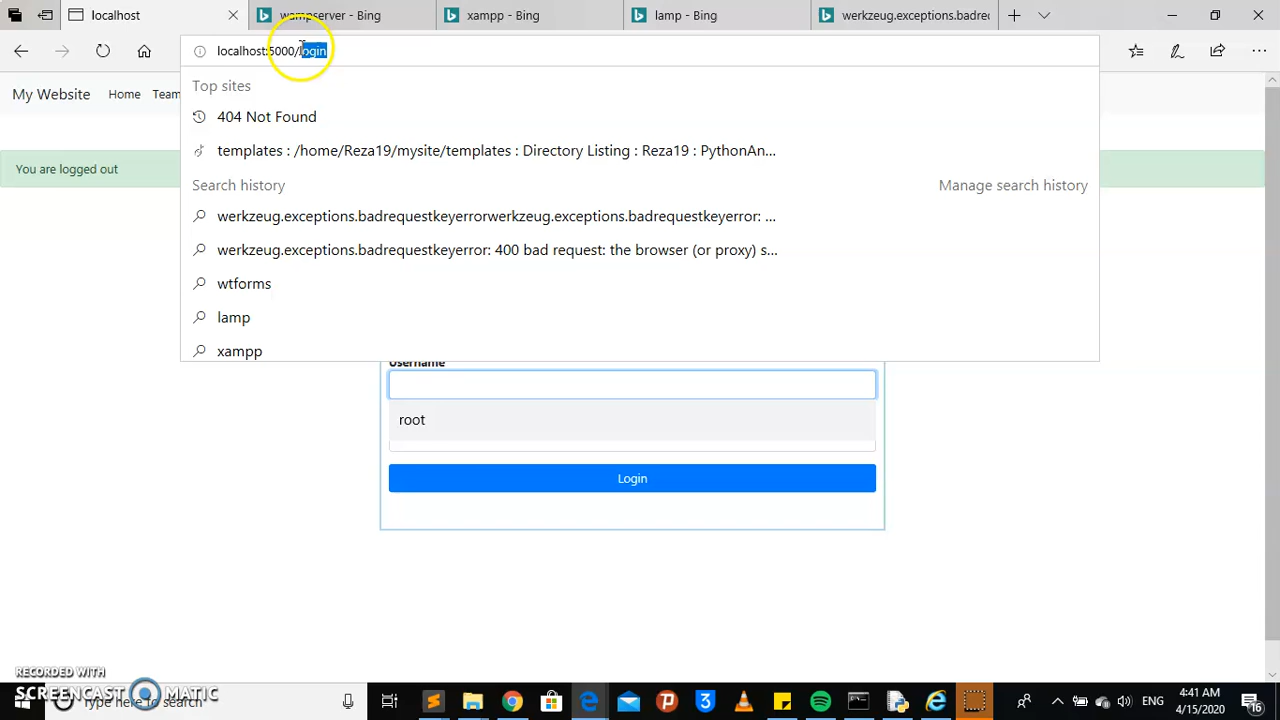 localhost
wampserver - Bing
xampp - Bing
lamp - Bing
werkzeug.exceptions.badreq
localhost:5000/login
My Website Home Team
Top sites
404 Not Found
templates : /home/Reza19/mysite/templates : Directory Listing : Reza19 : PythonAn...
You are logged out
Search history
Manage search history
werkzeug.exceptions.badrequestkeyerrorwerkzeug.exceptions.badrequestkeyerror: ...
werkzeug.exceptions.badrequestkeyerror: 400 bad request: the browser (or proxy) s...
wtforms
lamp
xampp
Username
root
Login
RECORDED WITH
SCREENCAST MATIC
Type here to search
ENG
4:41 AM
4/15/2020
16